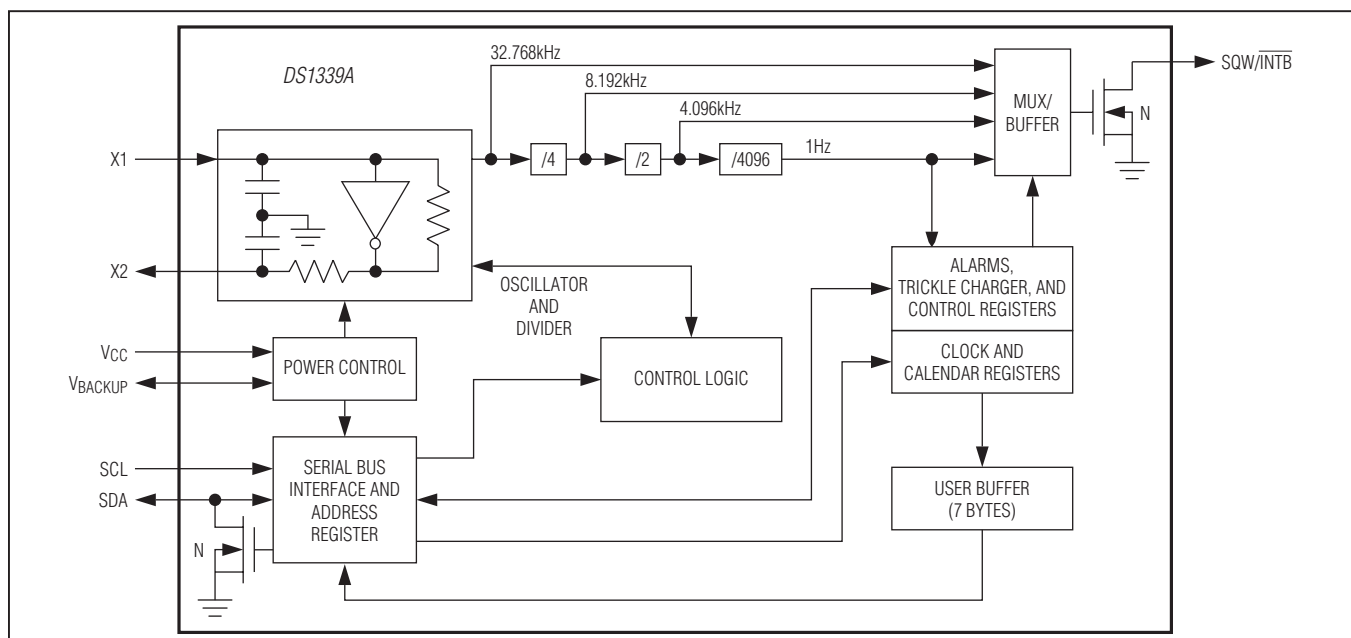 DS1339A
32.768kHz
8.192kHz
4.096kHz
1Hz
/4
/2
/4096
MUX/
BUFFER
N
SQW/INTB
X1
X2
OSCILLATOR
AND
DIVIDER
ALARMS,
TRICKLE CHARGER, AND
CONTROL REGISTERS
CLOCK AND
CALENDAR REGISTERS
VCC
VBACKUP
POWER CONTROL
CONTROL LOGIC
SCL
SDA
SERIAL BUS
INTERFACE AND
ADDRESS
REGISTER
N
USER BUFFER
(7 BYTES)